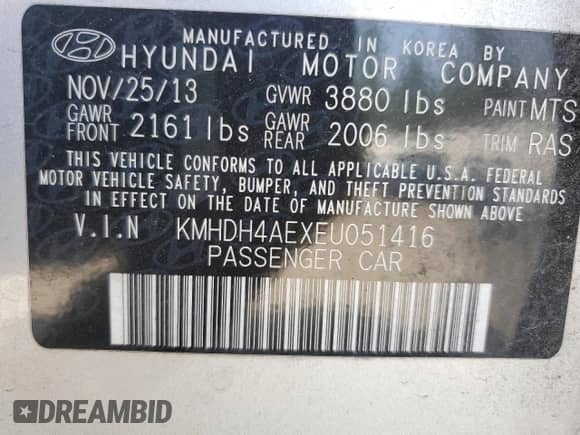 MANUFACTURED IN KOREA BY
HYUNDAI MOTOR COMPANY
NOV/25/13 GVWR 3880 lbs PAINT MTS
GAWR FRONT 2161 lbs GAWR REAR 2006 lbs TRIM RAS
THIS VEHICLE CONFORMS TO ALL APPLICABLE U.S.A. FEDERAL
MOTOR VEHICLE SAFETY, BUMPER, AND THEFT PREVENTION STANDARDS
IN EFFECT ON THE DATE OF MANUFACTURE SHOWN ABOVE.
V.I.N KMHDH4AEXEU051416
PASSENGER CAR
DREAMBID